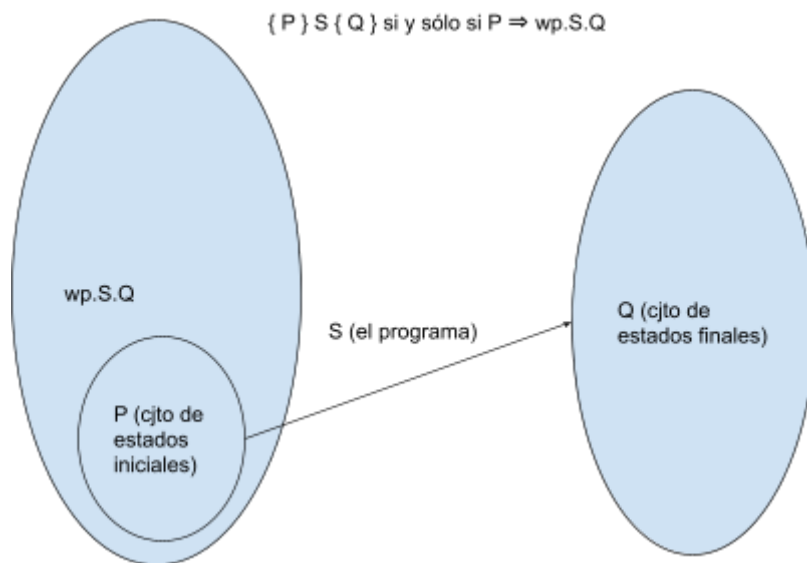 { P } S { Q } si y sólo si P ⇒ wp.S.Q
wp.S.Q
S (el programa)
Q (cjto de
estados finales)
P (cjto de
estados
iniciales)